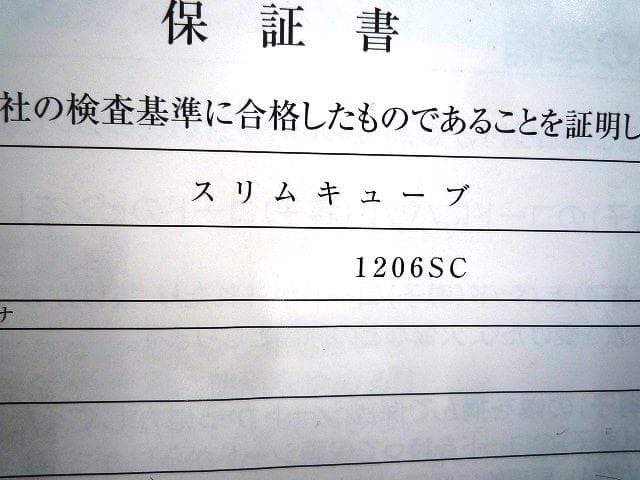 保証書
社の検査基準に合格したものであることを証明し
スリムキューブ
1206SC
ナ